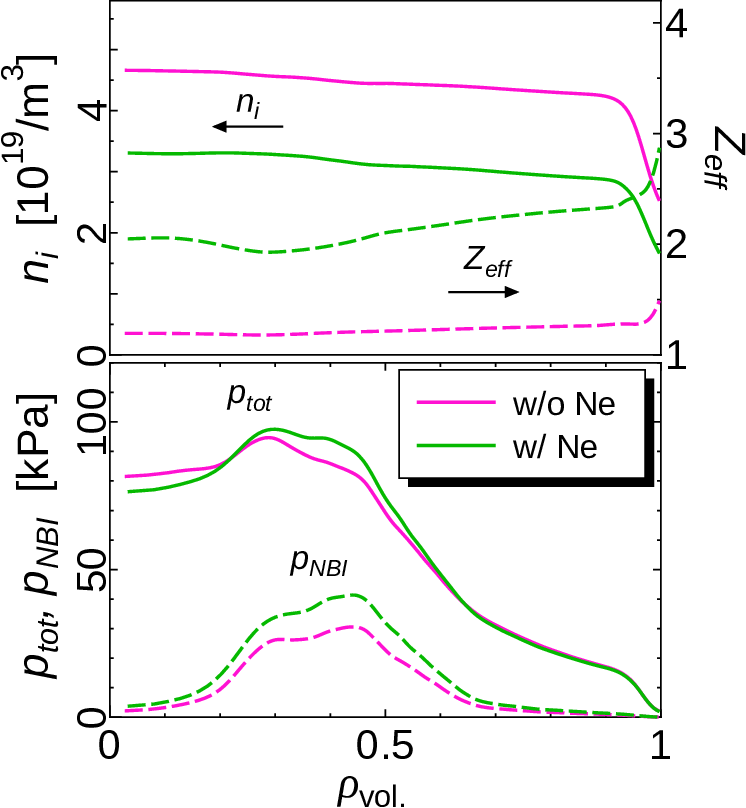 n_i [10^19/m^3]
4
2
0
n_i
Z_eff
4
3
2
1
Z_eff
p_tot, p_NBI [kPa]
100
50
0
p_tot
w/o Ne
w/ Ne
p_NBI
0
0.5
1
ρ_vol.